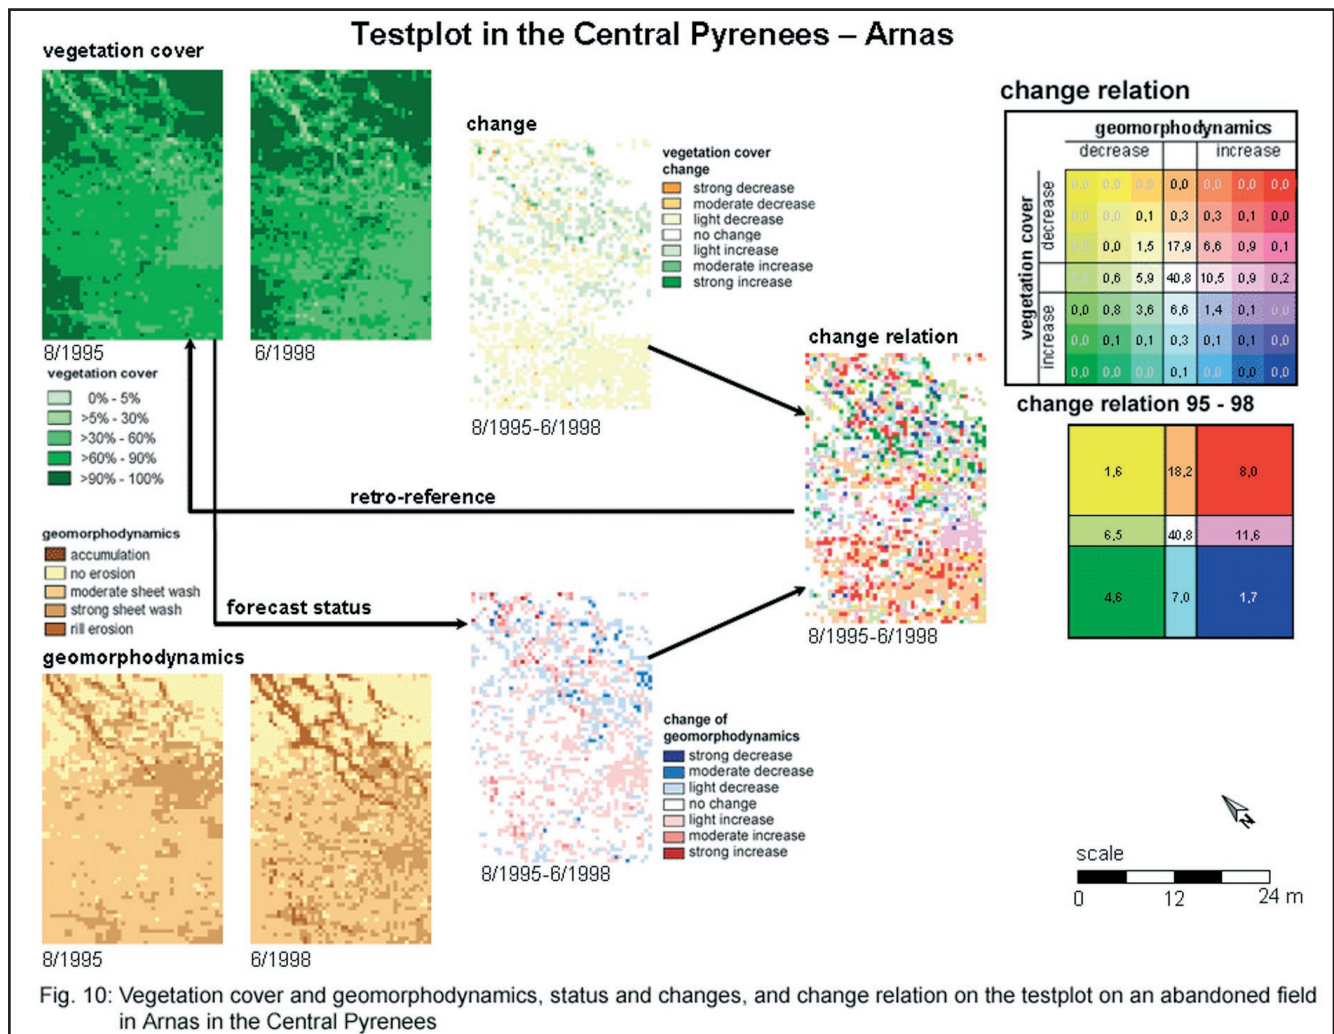 Testplot in the Central Pyrenees – Arnas
vegetation cover
8/1995
6/1998
vegetation cover
0% - 5%
>5% - 30%
>30% - 60%
>60% - 90%
>90% - 100%
change
8/1995-6/1998
vegetation cover
change
strong decrease
moderate decrease
light decrease
no change
light increase
moderate increase
strong increase
change relation
8/1995-6/1998
retro-reference
forecast status
geomorphodynamics
accumulation
no erosion
moderate sheet wash
strong sheet wash
rill erosion
geomorphodynamics
8/1995
6/1998
8/1995-6/1998
change of
geomorphodynamics
strong decrease
moderate decrease
light decrease
no change
light increase
moderate increase
strong increase
change relation
geomorphodynamics
decrease increase
vegetation cover
decrease
increase
0,0 0,0 0,0 0,0 0,0 0,0 0,0
0,0 0,0 0,1 0,3 0,3 0,1 0,0
0,0 1,5 17,9 6,6 0,9 0,1
0,6 5,9 40,8 10,5 0,9 0,2
0,0 0,8 3,6 6,6 1,4 0,1 0,0
0,0 0,1 0,1 0,3 0,1 0,1 0,0
0,0 0,0 0,0 0,1 0,0 0,0 0,0
change relation 95 - 98
1,6 18,2 8,0
6,5 40,8 11,6
4,6 7,0 1,7
N
scale
0 12 24 m
Fig. 10: Vegetation cover and geomorphodynamics, status and changes, and change relation on the testplot on an abandoned field
in Arnas in the Central Pyrenees